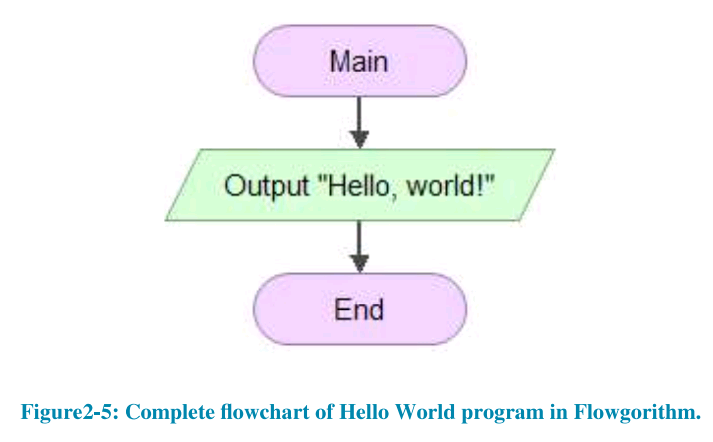 Main
Output "Hello, world!"
End
Figure2-5: Complete flowchart of Hello World program in Flowgorithm.